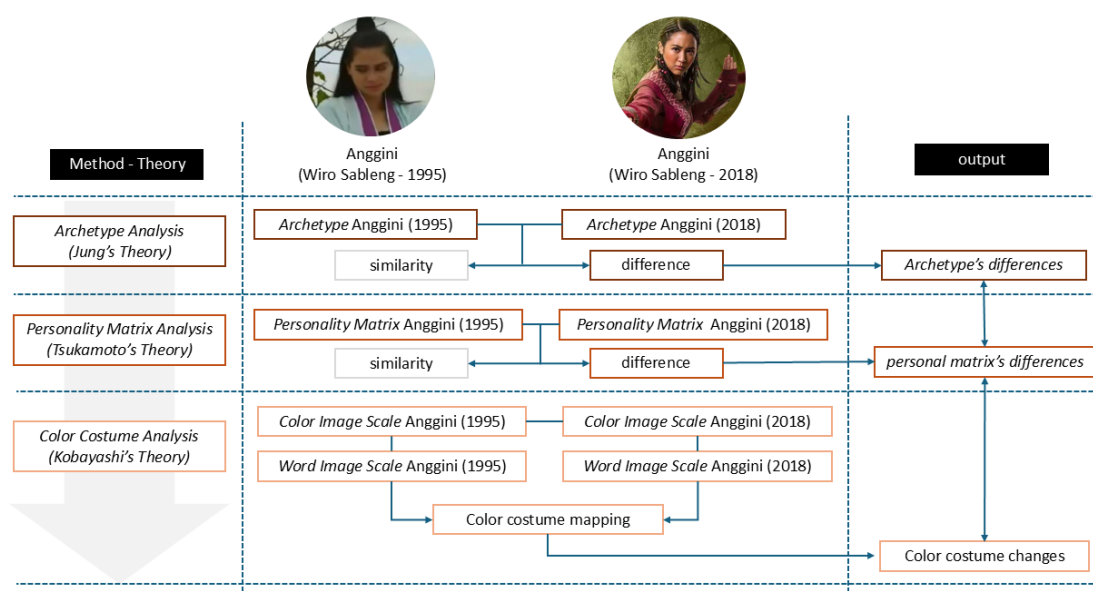 Anggini
(Wiro Sableng - 1995)
Anggini
(Wiro Sableng - 2018)
Method - Theory
output
Archetype Analysis
(Jung's Theory)
Archetype Anggini (1995)
Archetype Anggini (2018)
similarity
difference
Archetype's differences
Personality Matrix Analysis
(Tsukamoto's Theory)
Personality Matrix Anggini (1995)
Personality Matrix Anggini (2018)
similarity
difference
personal matrix's differences
Color Costume Analysis
(Kobayashi's Theory)
Color Image Scale Anggini (1995)
Color Image Scale Anggini (2018)
Word Image Scale Anggini (1995)
Word Image Scale Anggini (2018)
Color costume mapping
Color costume changes